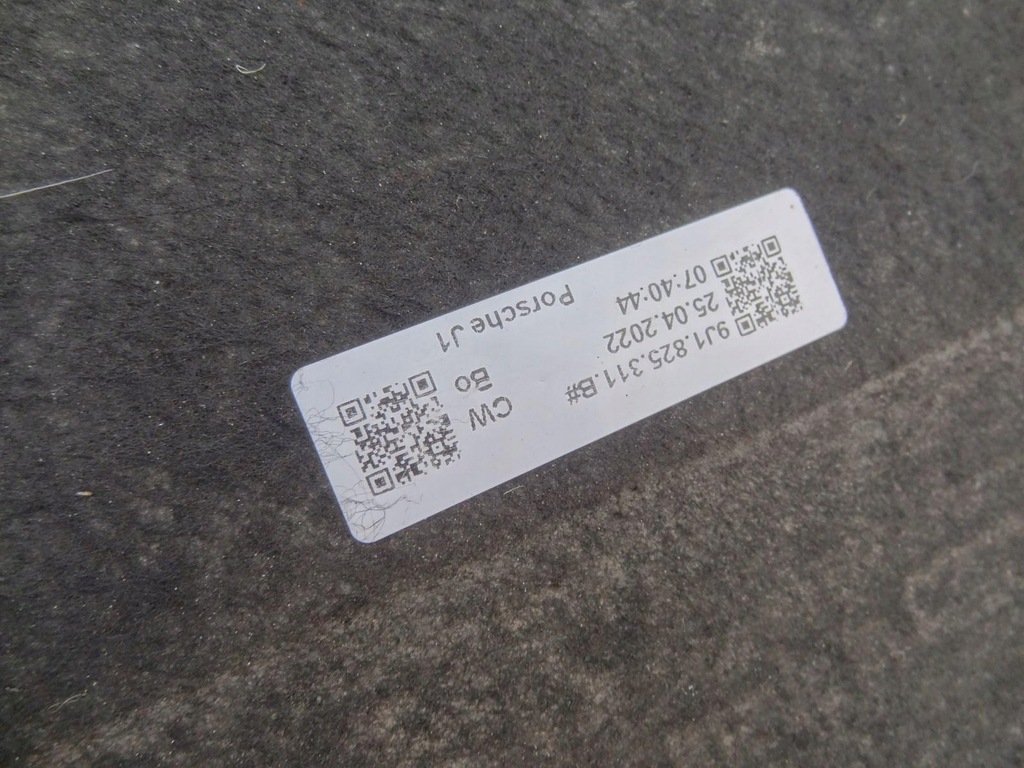 9J1.825.311.B#
25.04.2022
07:40:44
CW
Bo
Porsche J1